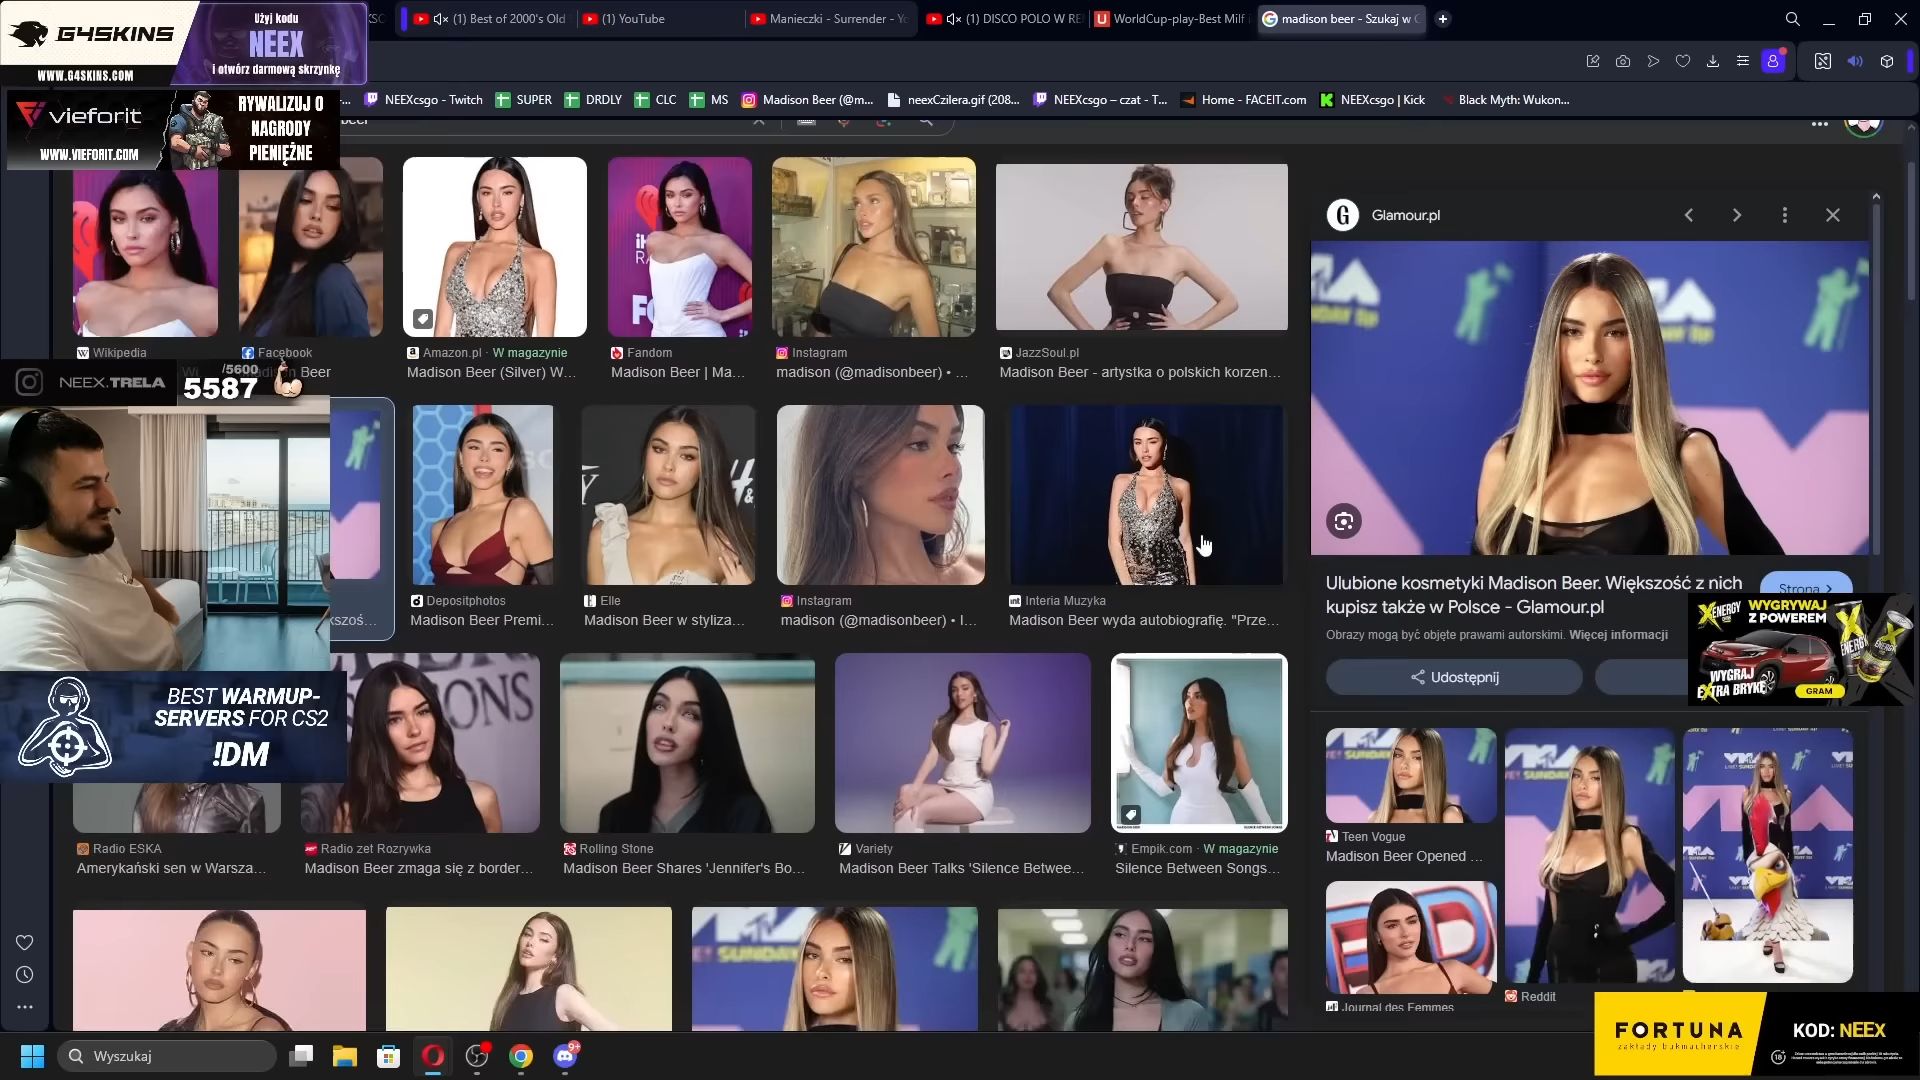 G4SKINS
WWW.G4SKINS.COM
Użyj kodu
NEEX
i otwórz darmową skrzynkę
(1) Best of 2000's Old
(1) YouTube
Manieczki - Surrender - Yo
(1) DISCO POLO W RE
WorldCup-play-Best Milf
madison beer - Szukaj w G
vieforit
WWW.VIEFORIT.COM
RYWALIZUJ O
NAGRODY
PIENIĘŻNE
NEEXcsgo - Twitch
SUPER
DRDLY
CLC
MS
Madison Beer (@m...
neexCzilera.gif (208...
NEEXcsgo – czat - T...
Home - FACEIT.com
NEEXcsgo | Kick
Black Myth: Wukon...
Wikipedia
Facebook
Beer
Amazon.pl · W magazynie
Madison Beer (Silver) W...
Fandom
Madison Beer | Ma...
Instagram
madison (@madisonbeer) • ...
JazzSoul.pl
Madison Beer - artystka o polskich korzen...
Glamour.pl
NEEX.TRELA
/5600
5587
Depositphotos
Madison Beer Premi...
Elle
Madison Beer w styliza...
Instagram
madison (@madisonbeer) • I...
Interia Muzyka
Madison Beer wyda autobiografię. "Prze...
kszoś...
Ulubione kosmetyki Madison Beer. Większość z nich
kupisz także w Polsce - Glamour.pl
Strona
Obrazy mogą być objęte prawami autorskimi. Więcej informacji
Udostępnij
X ENERGY
WYGRYWAJ
Z POWEREM
WYGRAJ
EXTRA BRYKĘ
GRAM
BEST WARMUP-
SERVERS FOR CS2
!DM
Radio ESKA
Amerykański sen w Warsza...
Radio zet Rozrywka
Madison Beer zmaga się z border...
Rolling Stone
Madison Beer Shares 'Jennifer's Bo...
Variety
Madison Beer Talks 'Silence Betwee...
Empik.com · W magazynie
Silence Between Songs...
Teen Vogue
Madison Beer Opened ...
Journal des Femmes
Reddit
FORTUNA
zakłady bukmacherskie
KOD: NEEX
18+
Wyszukaj
9+